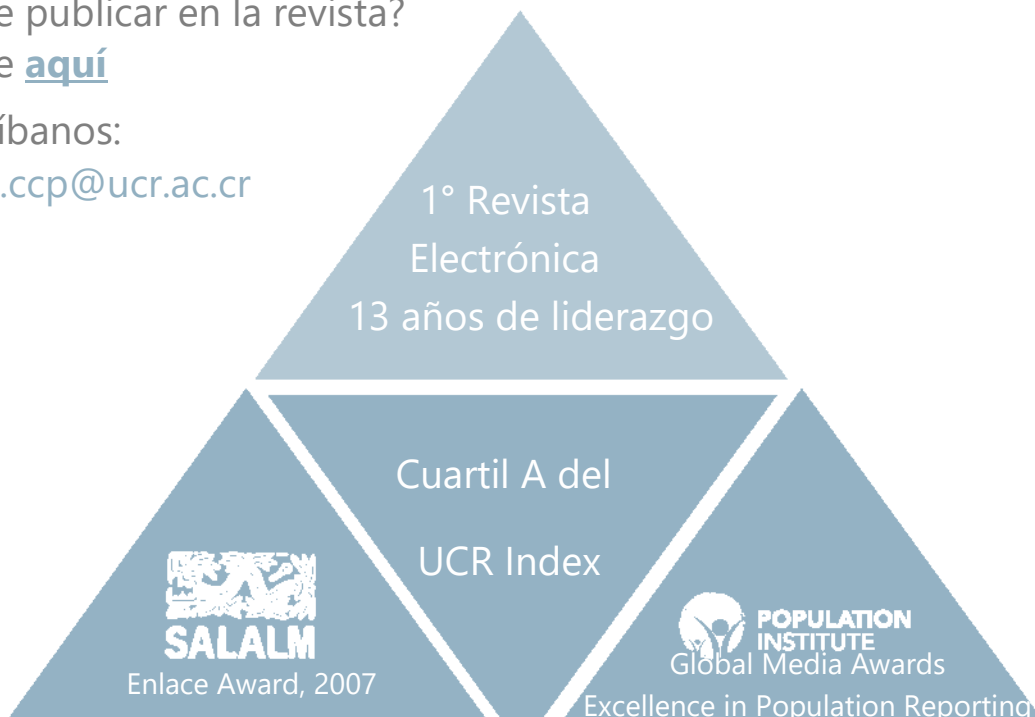 e publicar en la revista?
e aquí
íbanos:
.ccp@ucr.ac.cr
1° Revista
Electrónica
13 años de liderazgo
Cuartil A del
UCR Index
SALALM
Enlace Award, 2007
POPULATION
INSTITUTE
Global Media Awards
Excellence in Population Reporting